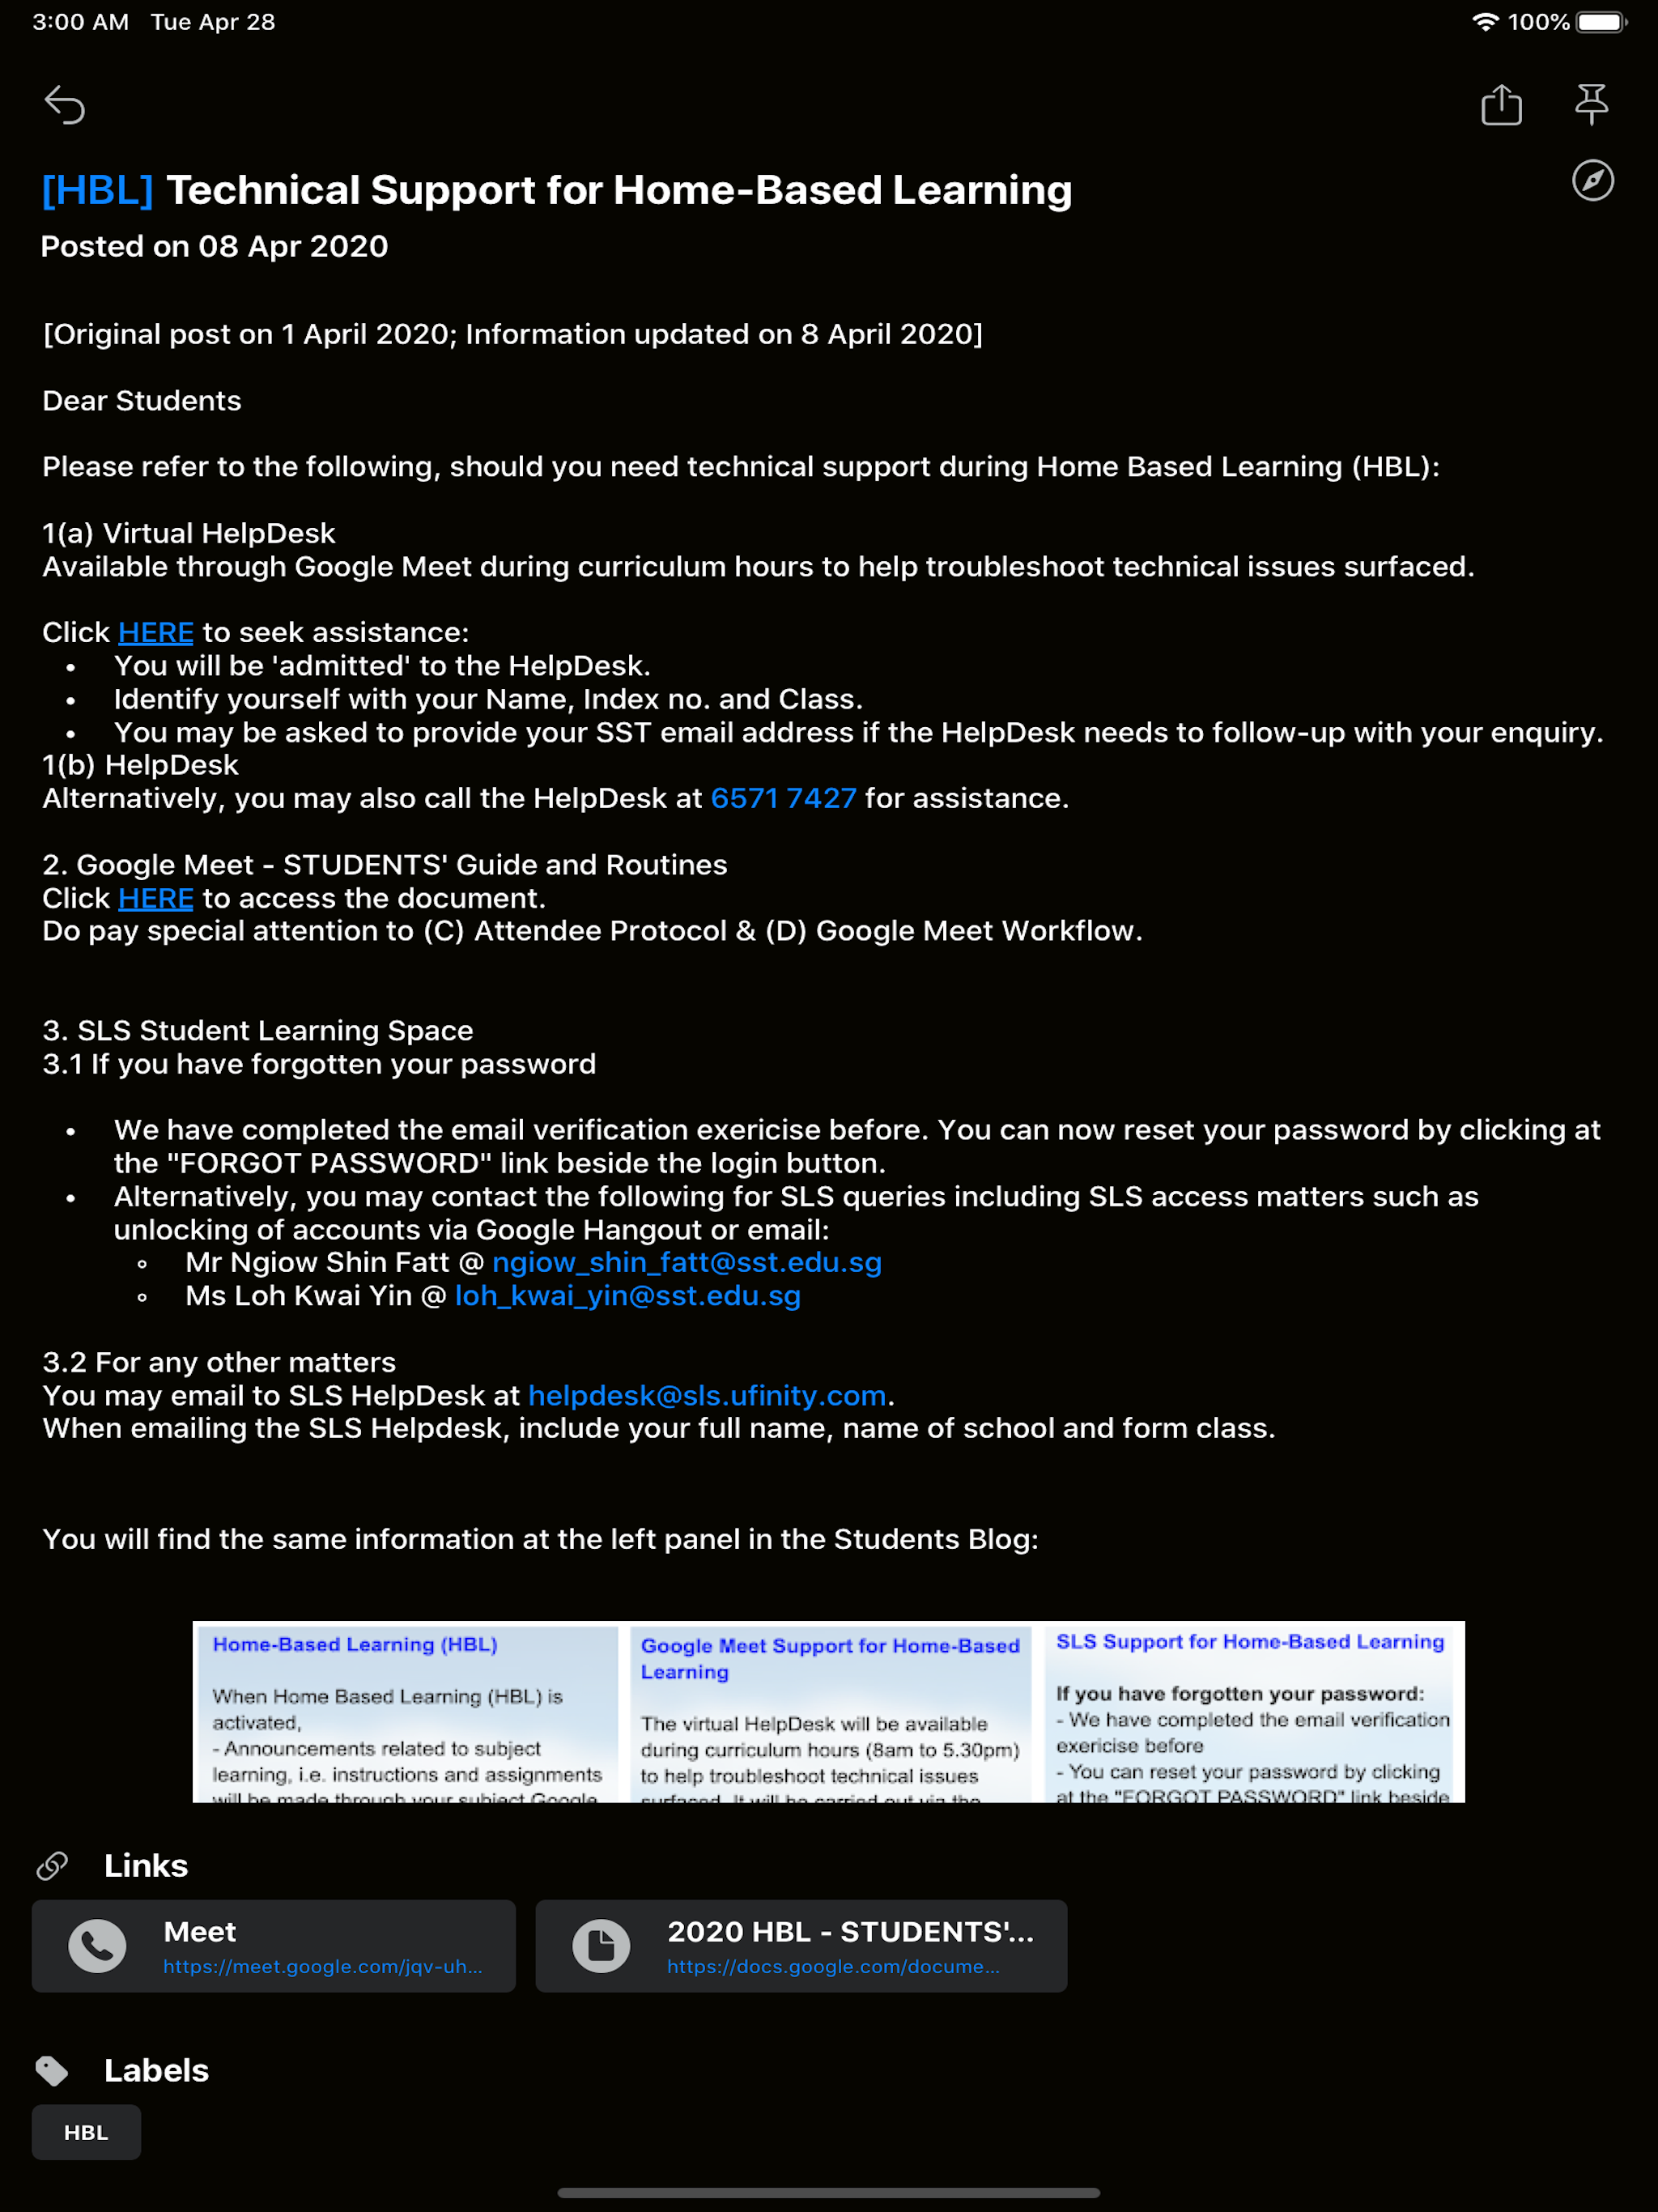 3:00 AM Tue Apr 28 100%
[HBL] Technical Support for Home-Based Learning
Posted on 08 Apr 2020
[Original post on 1 April 2020; Information updated on 8 April 2020]
Dear Students
Please refer to the following, should you need technical support during Home Based Learning (HBL):
1(a) Virtual HelpDesk
Available through Google Meet during curriculum hours to help troubleshoot technical issues surfaced.
Click HERE to seek assistance:
• You will be 'admitted' to the HelpDesk.
• Identify yourself with your Name, Index no. and Class.
• You may be asked to provide your SST email address if the HelpDesk needs to follow-up with your enquiry.
1(b) HelpDesk
Alternatively, you may also call the HelpDesk at 6571 7427 for assistance.
2. Google Meet - STUDENTS' Guide and Routines
Click HERE to access the document.
Do pay special attention to (C) Attendee Protocol & (D) Google Meet Workflow.
3. SLS Student Learning Space
3.1 If you have forgotten your password
• We have completed the email verification exericise before. You can now reset your password by clicking at
the "FORGOT PASSWORD" link beside the login button.
• Alternatively, you may contact the following for SLS queries including SLS access matters such as
unlocking of accounts via Google Hangout or email:
◦ Mr Ngiow Shin Fatt @ ngiow_shin_fatt@sst.edu.sg
◦ Ms Loh Kwai Yin @ loh_kwai_yin@sst.edu.sg
3.2 For any other matters
You may email to SLS HelpDesk at helpdesk@sls.ufinity.com.
When emailing the SLS Helpdesk, include your full name, name of school and form class.
You will find the same information at the left panel in the Students Blog:
Home-Based Learning (HBL)
When Home Based Learning (HBL) is
activated,
- Announcements related to subject
learning, i.e. instructions and assignments
will be made through your subject Google
Google Meet Support for Home-Based
Learning
The virtual HelpDesk will be available
during curriculum hours (8am to 5.30pm)
to help troubleshoot technical issues
surfaced. It will be carried out via the
SLS Support for Home-Based Learning
If you have forgotten your password:
- We have completed the email verification
exericise before
- You can reset your password by clicking
at the "FORGOT PASSWORD" link beside
Links
Meet
https://meet.google.com/jqv-uh...
2020 HBL - STUDENTS'...
https://docs.google.com/docume...
Labels
HBL